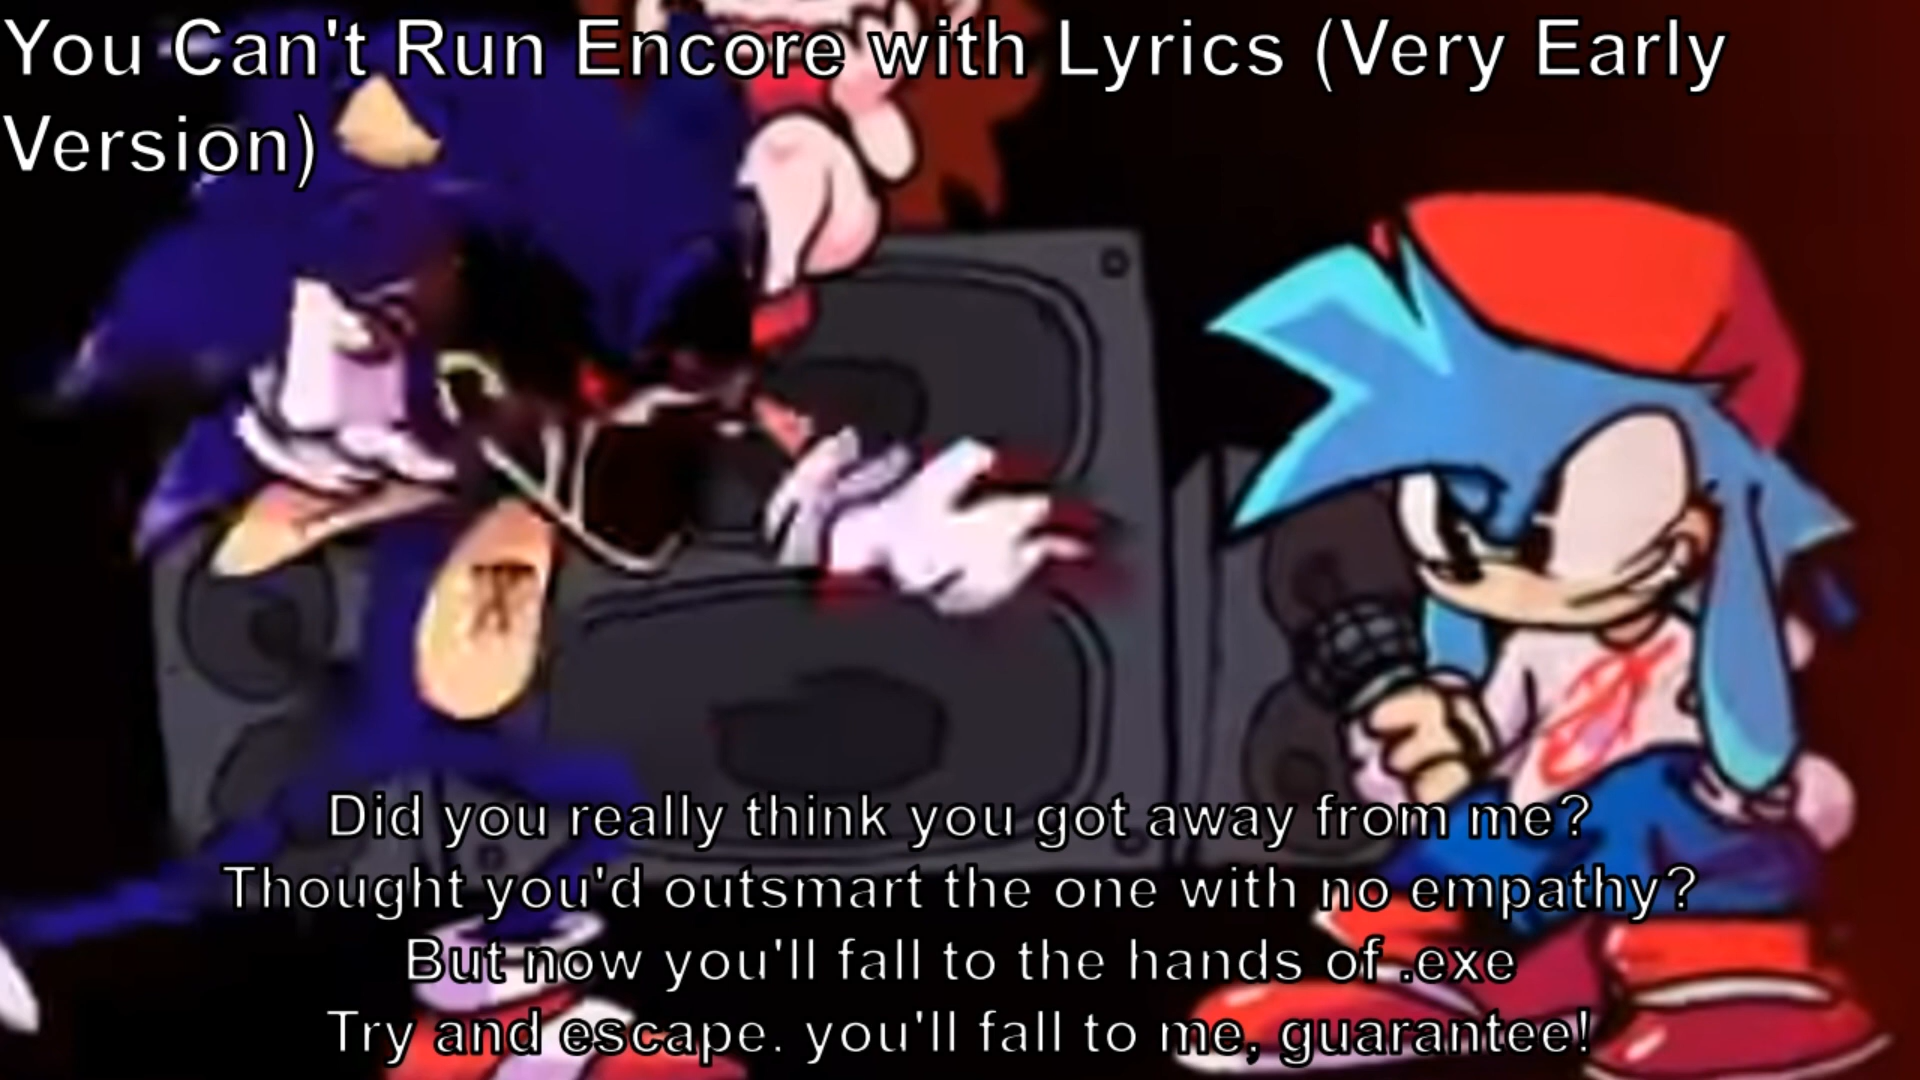 You Can't Run Encore with Lyrics (Very Early
Version)
Did you really think you got away from me?
Thought you'd outsmart the one with no empathy?
But now you'll fall to the hands of .exe
Try and escape. you'll fall to me, guarantee!